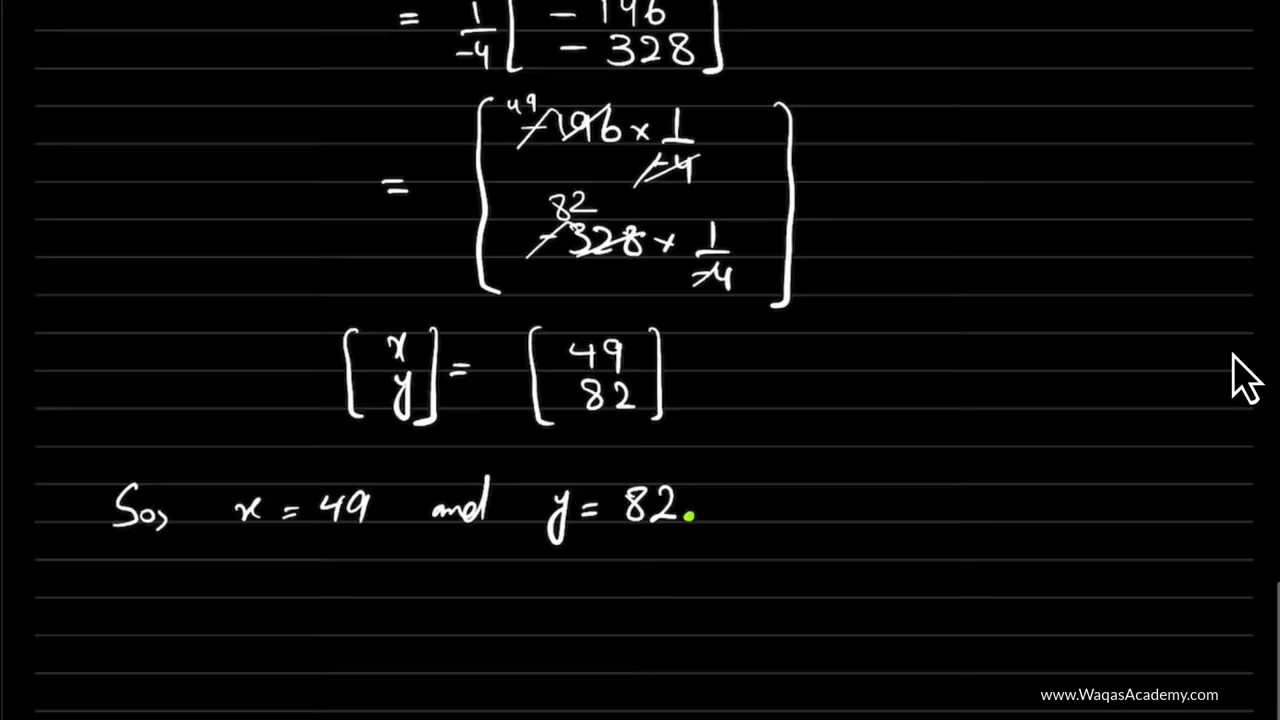 = 1/-4 [ - 196
- 328 ]
= [ 49 - 196 × 1/-4
82 - 328 × 1/-4 ]
[ x y ] = [ 49 82 ]
So, x = 49 and y = 82.
www.WaqasAcademy.com